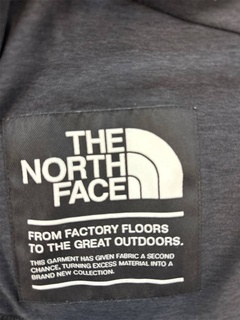 THE
NORTH
FACE
FROM FACTORY FLOORS
TO THE GREAT OUTDOORS.
THIS GARMENT HAS GIVEN FABRIC A SECOND
CHANCE, TURNING EXCESS MATERIAL INTO A
BRAND NEW COLLECTION.